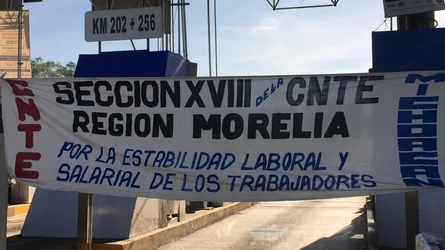 KM 202 + 256
CNTE
SECCION XVIII DE LA CNTE
REGION MORELIA
POR LA ESTABILIDAD LABORAL Y
SALARIAL DE LOS TRABAJADORES
MICHOACAN